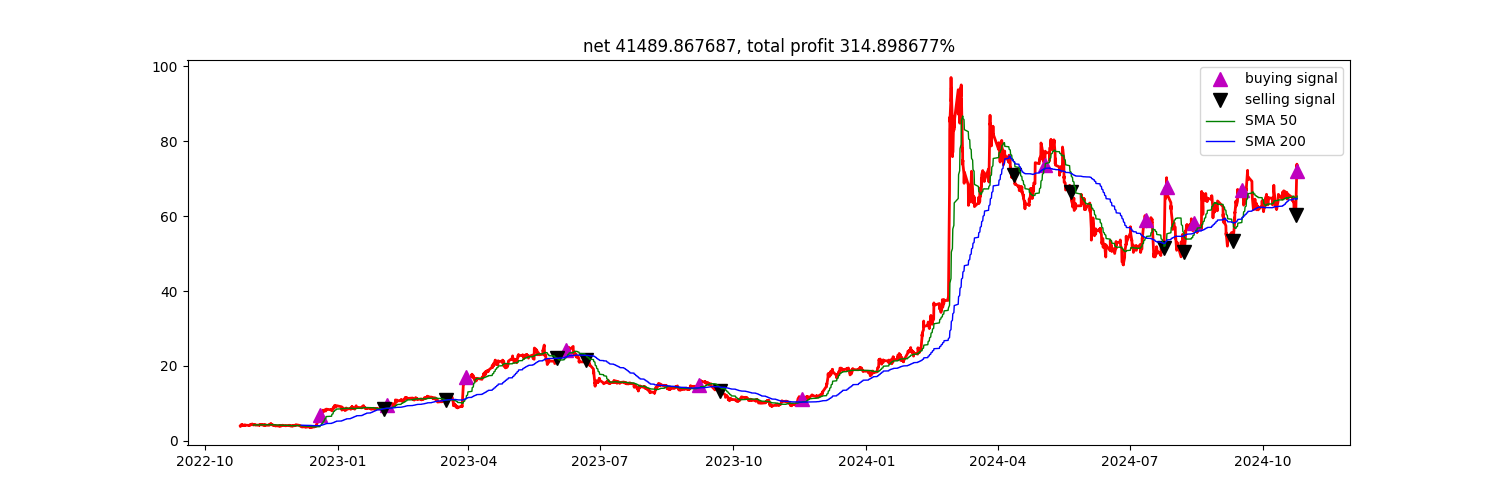 net 41489.867687, total profit 314.898677%
buying signal
selling signal
SMA 50
SMA 200
100
80
60
40
20
0
2022-10 2023-01 2023-04 2023-07 2023-10 2024-01 2024-04 2024-07 2024-10